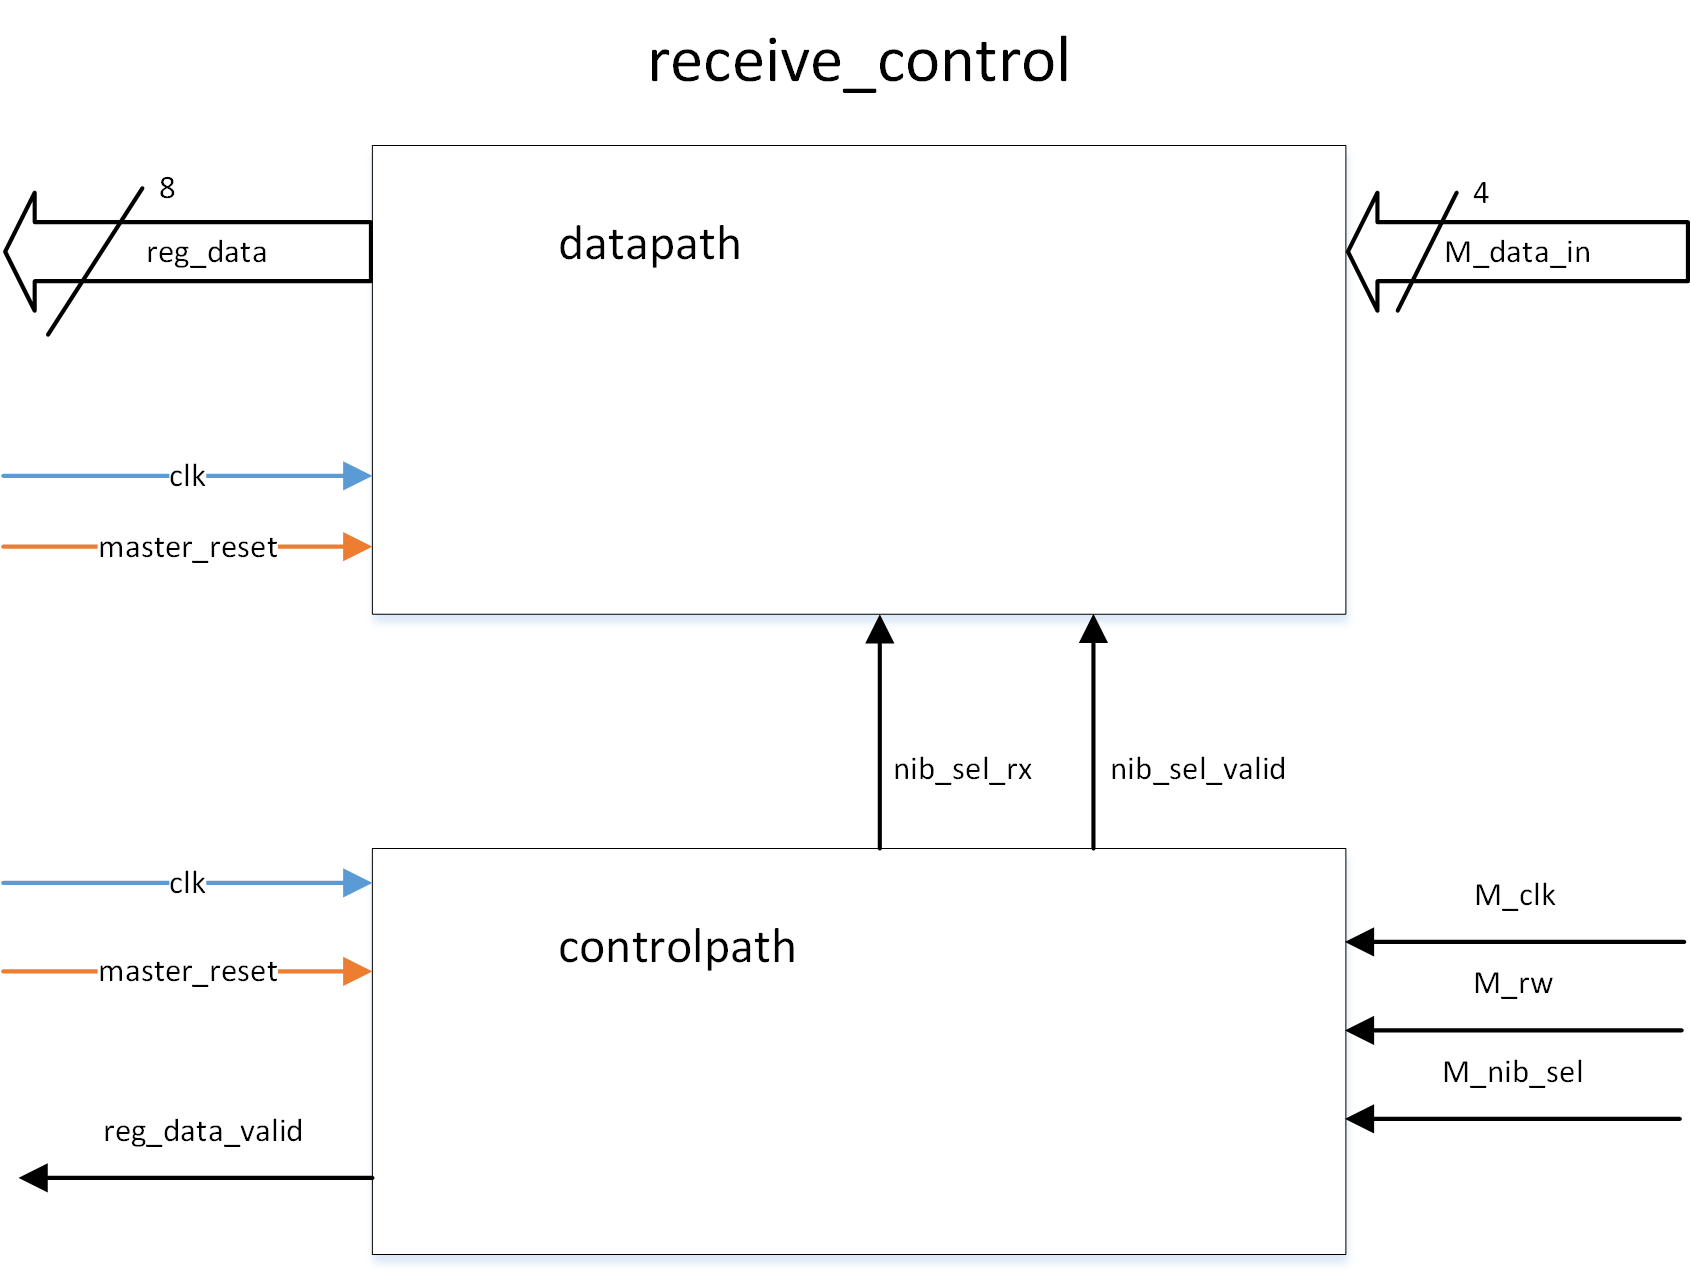 receive_control
8
4
reg_data
datapath
M_data_in
clk
master_reset
nib_sel_rx
nib_sel_valid
clk
M_clk
controlpath
master_reset
M_rw
M_nib_sel
reg_data_valid